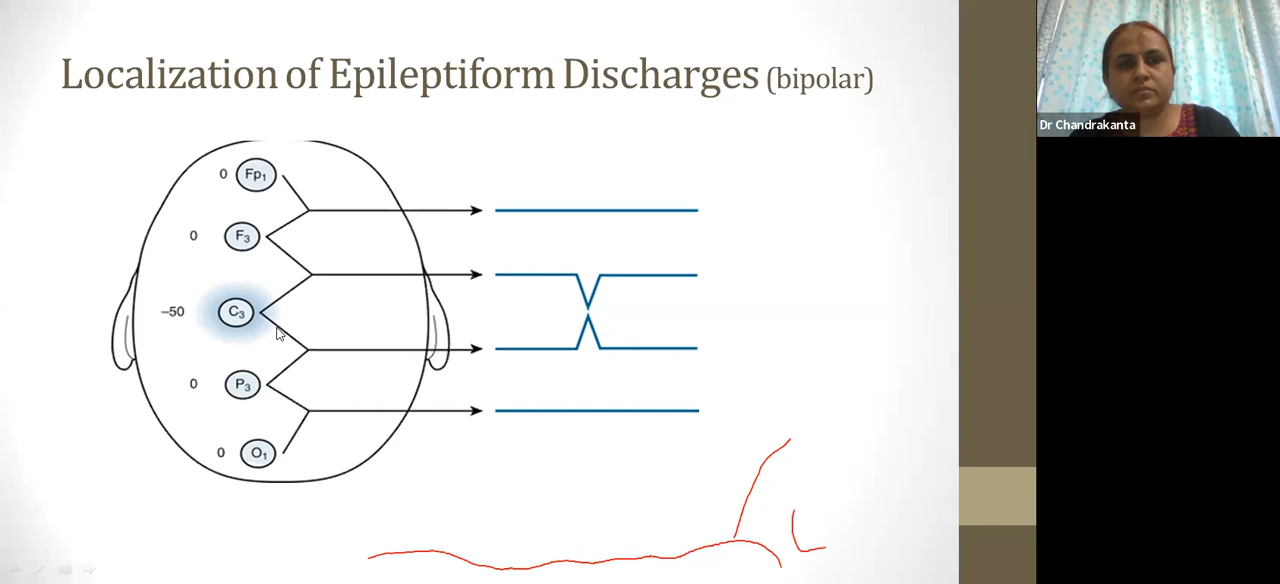 Localization of Epileptiform Discharges (bipolar)
Dr Chandrakanta
0 Fp1
0 F3
−50 C3
0 P3
0 O1